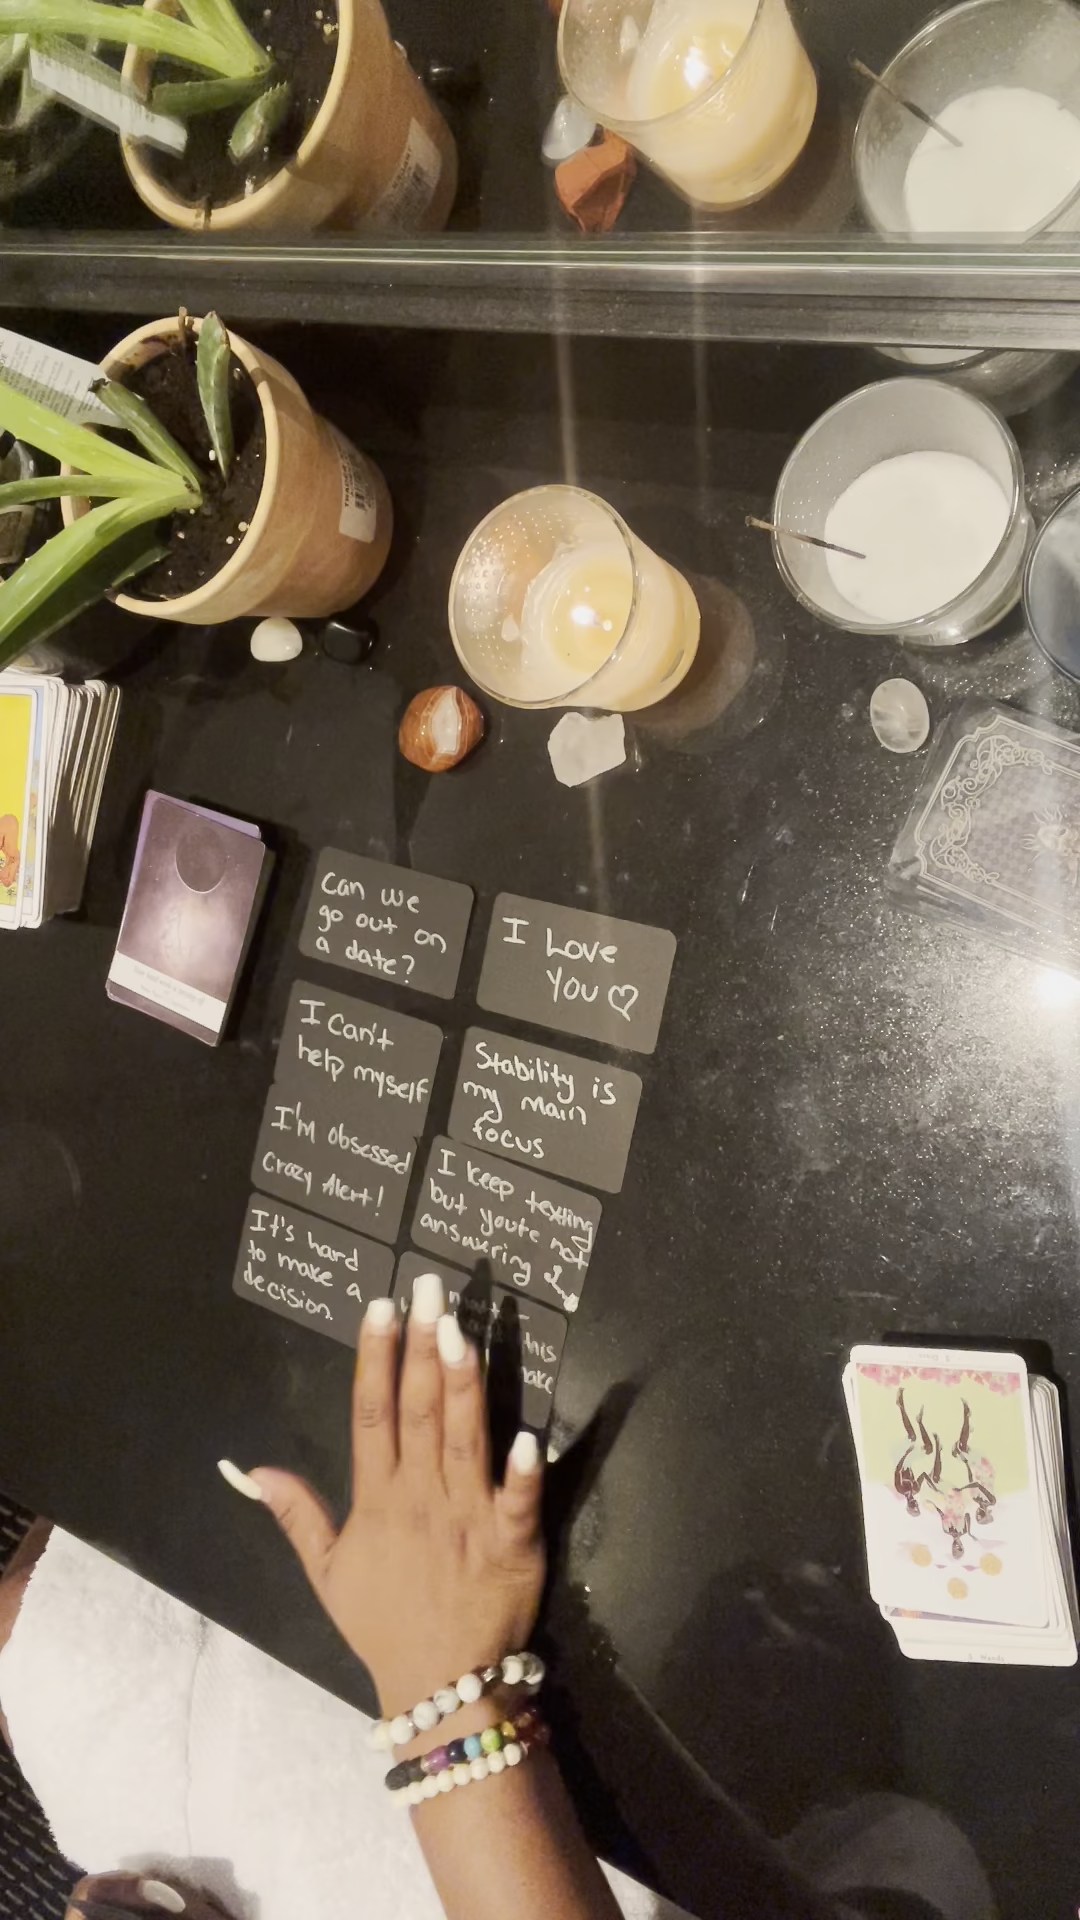 Can we
go out on
a date?
I Love
You ♡
I can't
help myself
Stability is
my main
focus
I'm obsessed
Crazy Alert!
I keep texting
but you're not
answering
It's hard
to make a
decision.
this